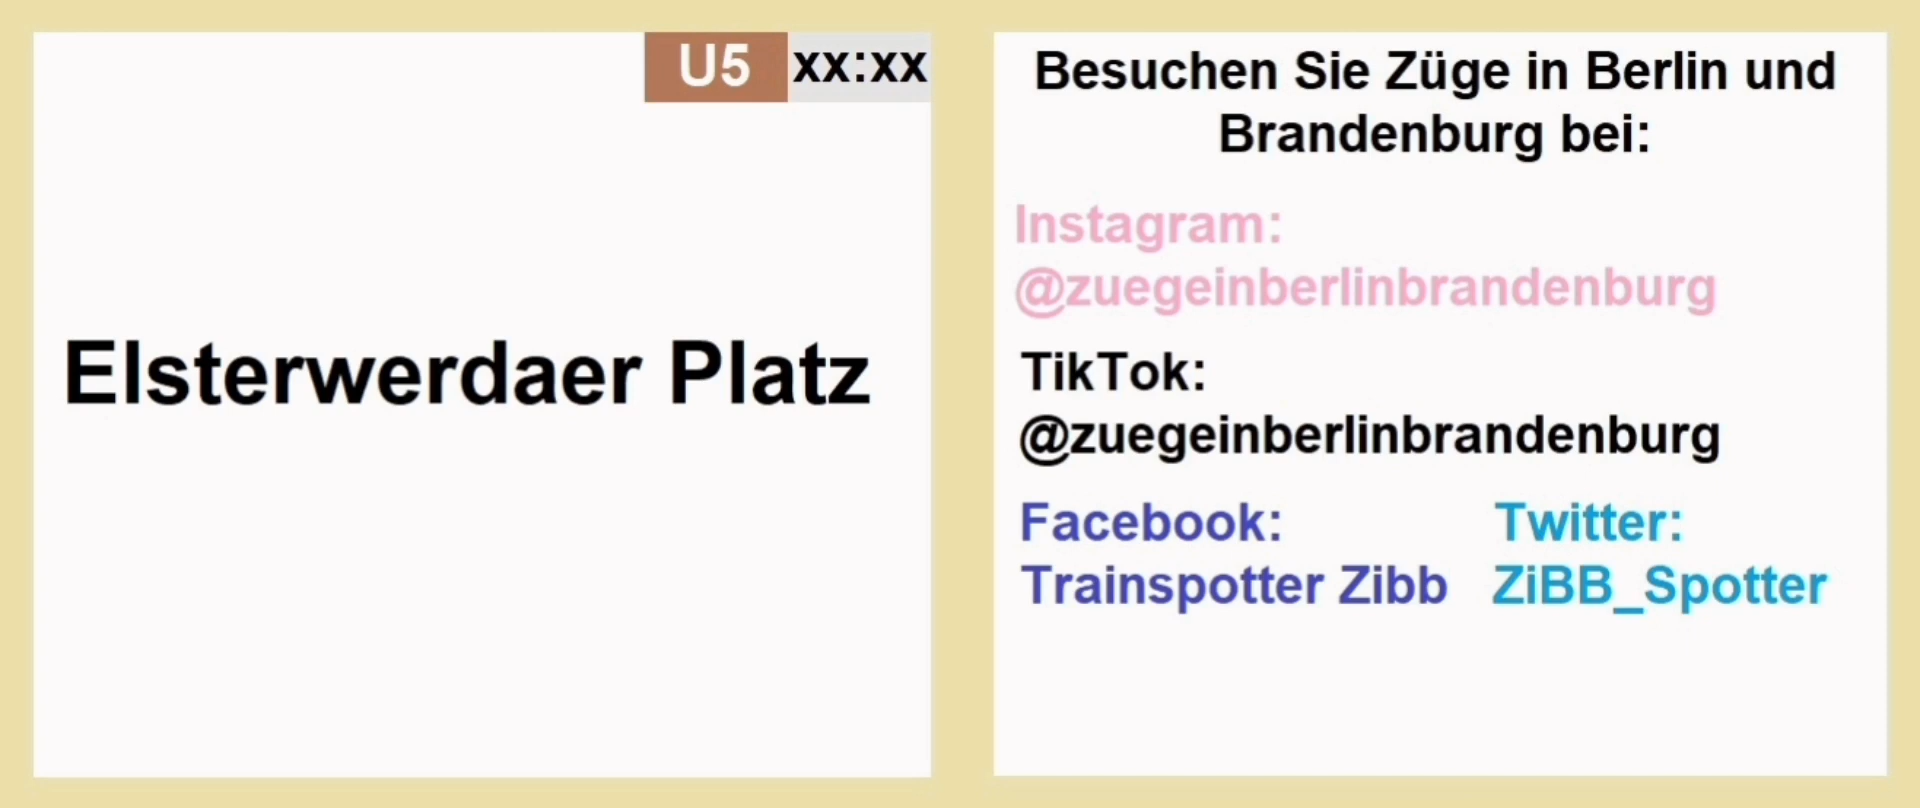 U5 xx:xx
Elsterwerdaer Platz
Besuchen Sie Züge in Berlin und
Brandenburg bei:
Instagram:
@zuegeinberlinbrandenburg
TikTok:
@zuegeinberlinbrandenburg
Facebook:
Trainspotter Zibb
Twitter:
ZiBB_Spotter